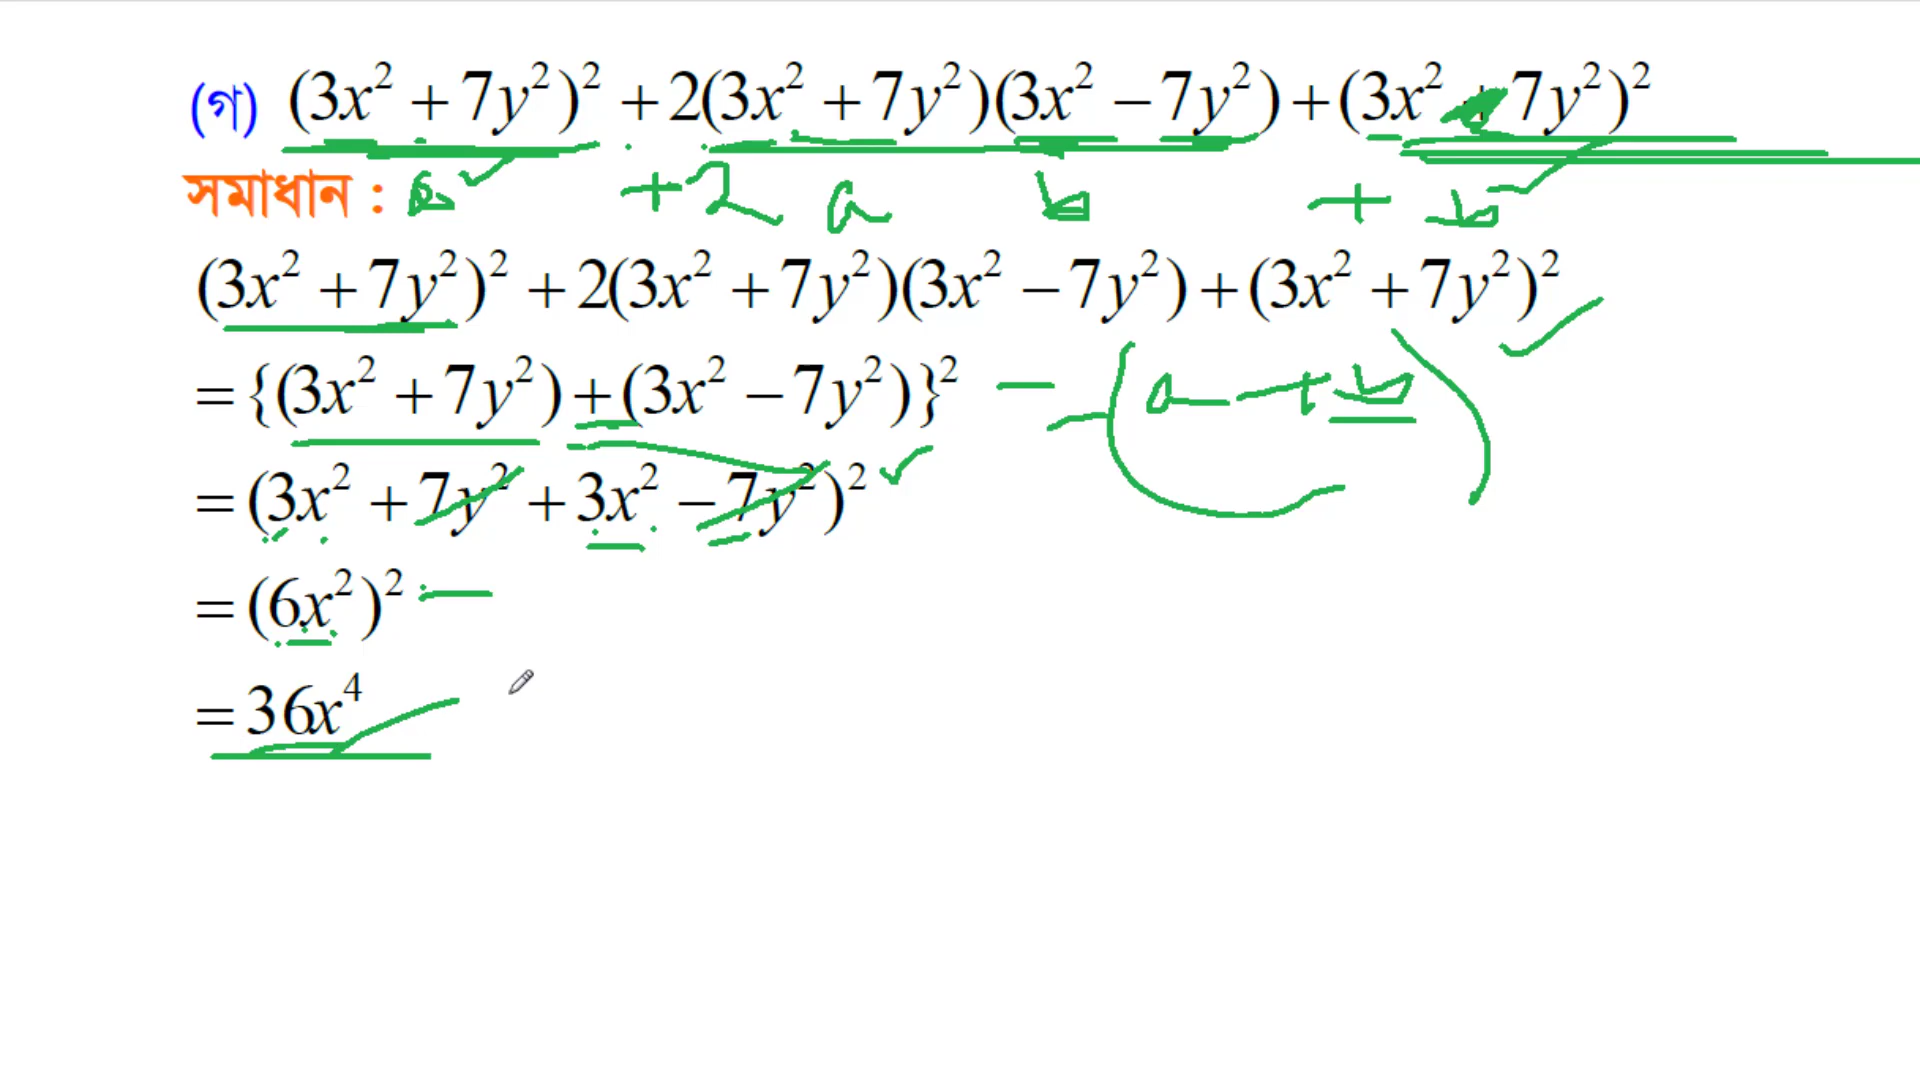 (গ) (3x² + 7y²)² + 2(3x² + 7y²)(3x² − 7y²) + (3x² + 7y²)²
সমাধান :
+ 2 a b + b
(3x² + 7y²)² + 2(3x² + 7y²)(3x² − 7y²) + (3x² + 7y²)²
= {(3x² + 7y²) + (3x² − 7y²)}² (a + b)
= (3x² + 7y² + 3x² − 7y²)²
= (6x²)²
= 36x⁴